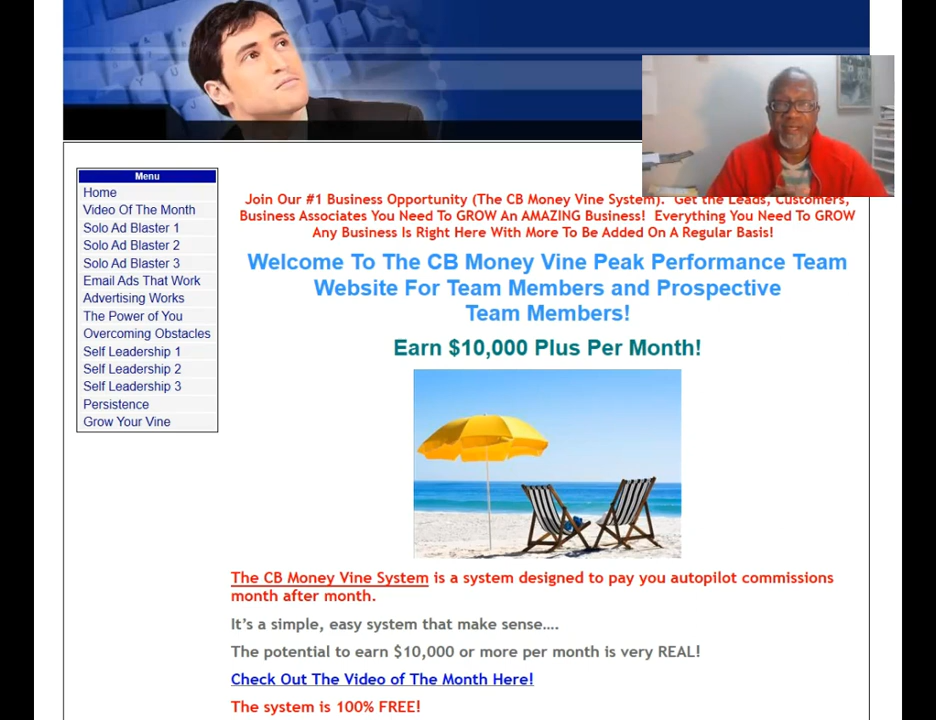 Menu
Home
Video Of The Month
Solo Ad Blaster 1
Solo Ad Blaster 2
Solo Ad Blaster 3
Email Ads That Work
Advertising Works
The Power of You
Overcoming Obstacles
Self Leadership 1
Self Leadership 2
Self Leadership 3
Persistence
Grow Your Vine
Join Our #1 Business Opportunity (The CB Money Vine System).  Get the Leads, Customers,
Business Associates You Need To GROW An AMAZING Business!  Everything You Need To GROW
Any Business Is Right Here With More To Be Added On A Regular Basis!
Welcome To The CB Money Vine Peak Performance Team
Website For Team Members and Prospective
Team Members!
Earn $10,000 Plus Per Month!
The CB Money Vine System is a system designed to pay you autopilot commissions
month after month.
It's a simple, easy system that make sense....
The potential to earn $10,000 or more per month is very REAL!
Check Out The Video of The Month Here!
The system is 100% FREE!